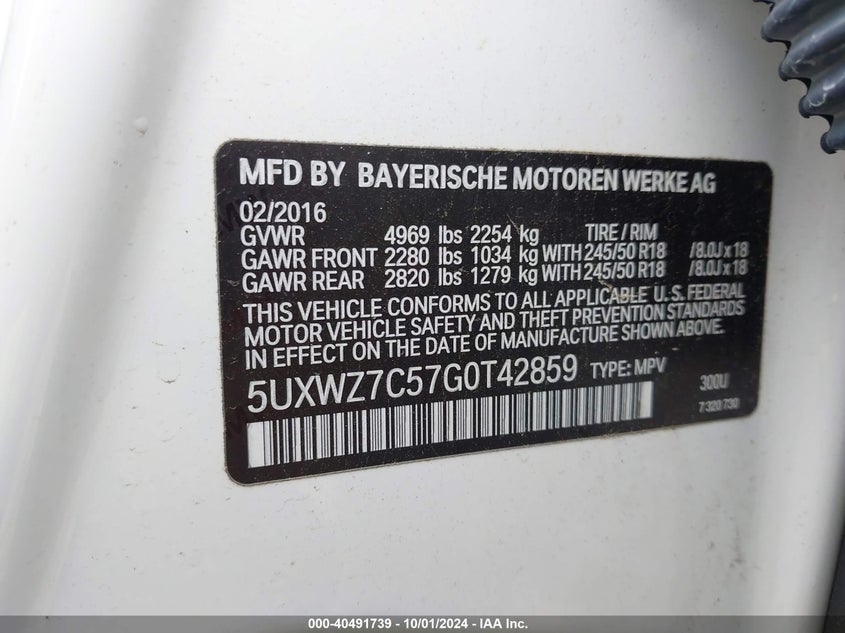 MFD BY BAYERISCHE MOTOREN WERKE AG
02/2016
GVWR 4969 lbs 2254 kg TIRE / RIM
GAWR FRONT 2280 lbs 1034 kg WITH 245/50 R18 /8.0J x 18
GAWR REAR 2820 lbs 1279 kg WITH 245/50 R18 /8.0J x 18
THIS VEHICLE CONFORMS TO ALL APPLICABLE U.S. FEDERAL
MOTOR VEHICLE SAFETY AND THEFT PREVENTION STANDARDS
IN EFFECT ON THE DATE OF MANUFACTURE SHOWN ABOVE.
5UXWZ7C57G0T42859 TYPE: MPV 300U
7 320 730
000-40491739 - 10/01/2024 - IAA Inc.